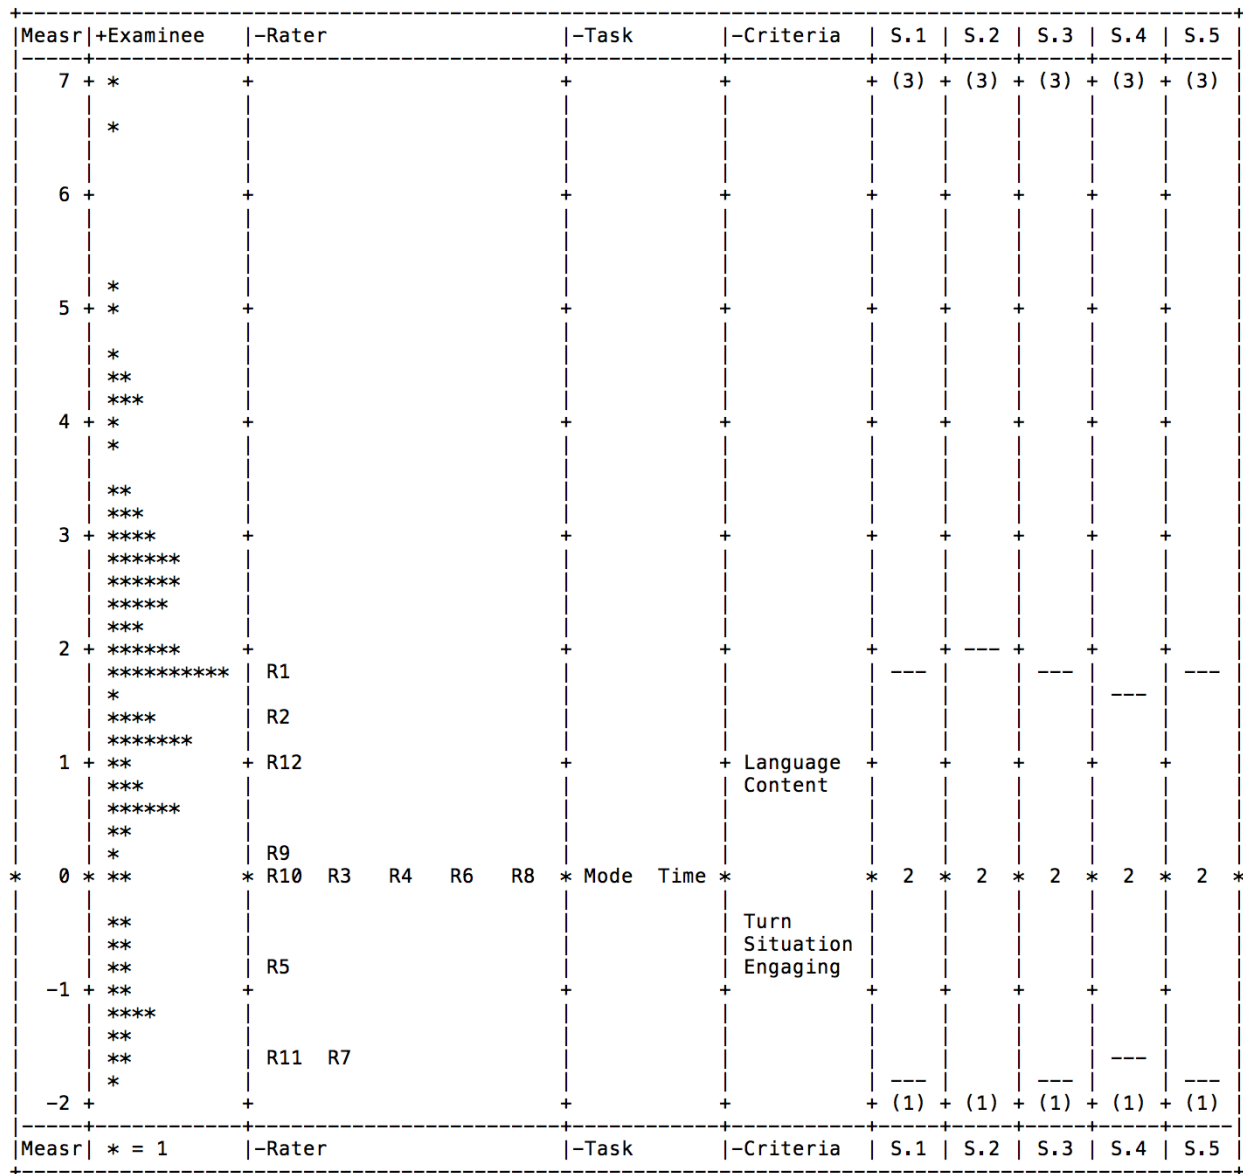 +-----------------------------------------------------------------------------------------------------+
|Measr|+Examinee   |-Rater                    |-Task       |-Criteria  | S.1 | S.2 | S.3 | S.4 | S.5 |
|-----+------------+--------------------------+------------+-----------+-----+-----+-----+-----+-----|
|   7 + *          +                          +            +           + (3) + (3) + (3) + (3) + (3) |
|     |            |                          |            |           |     |     |     |     |     |
|     | *          |                          |            |           |     |     |     |     |     |
|     |            |                          |            |           |     |     |     |     |     |
|     |            |                          |            |           |     |     |     |     |     |
|   6 +            +                          +            +           +     +     +     +     +     |
|     |            |                          |            |           |     |     |     |     |     |
|     |            |                          |            |           |     |     |     |     |     |
|     |            |                          |            |           |     |     |     |     |     |
|     | *          |                          |            |           |     |     |     |     |     |
|   5 + *          +                          +            +           +     +     +     +     +     |
|     |            |                          |            |           |     |     |     |     |     |
|     | *          |                          |            |           |     |     |     |     |     |
|     | **         |                          |            |           |     |     |     |     |     |
|     | ***        |                          |            |           |     |     |     |     |     |
|   4 + *          +                          +            +           +     +     +     +     +     |
|     | *          |                          |            |           |     |     |     |     |     |
|     |            |                          |            |           |     |     |     |     |     |
|     | **         |                          |            |           |     |     |     |     |     |
|     | ***        |                          |            |           |     |     |     |     |     |
|   3 + ****       +                          +            +           +     +     +     +     +     |
|     | ******     |                          |            |           |     |     |     |     |     |
|     | ******     |                          |            |           |     |     |     |     |     |
|     | *****      |                          |            |           |     |     |     |     |     |
|     | ***        |                          |            |           |     |     |     |     |     |
|   2 + ******     +                          +            +           +     + --- +     +     +     |
|     | ********** | R1                       |            |           | --- |     | --- |     | --- |
|     | *          |                          |            |           |     |     |     | --- |     |
|     | ****       | R2                       |            |           |     |     |     |     |     |
|     | *******    |                          |            |           |     |     |     |     |     |
|   1 + **         + R12                      +            + Language  +     +     +     +     +     |
|     | ***        |                          |            | Content   |     |     |     |     |     |
|     | ******     |                          |            |           |     |     |     |     |     |
|     | **         |                          |            |           |     |     |     |     |     |
|     | *          | R9                       |            |           |     |     |     |     |     |
*   0 * **         * R10  R3   R4   R6   R8   * Mode  Time *           *  2  *  2  *  2  *  2  *  2  *
|     |            |                          |            |           |     |     |     |     |     |
|     | **         |                          |            | Turn      |     |     |     |     |     |
|     | **         |                          |            | Situation |     |     |     |     |     |
|     | **         | R5                       |            | Engaging  |     |     |     |     |     |
|  -1 + **         +                          +            +           +     +     +     +     +     |
|     | ****       |                          |            |           |     |     |     |     |     |
|     | **         |                          |            |           |     |     |     |     |     |
|     | **         | R11  R7                  |            |           |     |     |     | --- |     |
|     | *          |                          |            |           | --- |     | --- |     | --- |
|  -2 +            +                          +            +           + (1) + (1) + (1) + (1) + (1) |
|-----+------------+--------------------------+------------+-----------+-----+-----+-----+-----+-----|
|Measr| * = 1      |-Rater                    |-Task       |-Criteria  | S.1 | S.2 | S.3 | S.4 | S.5 |
+-----------------------------------------------------------------------------------------------------+